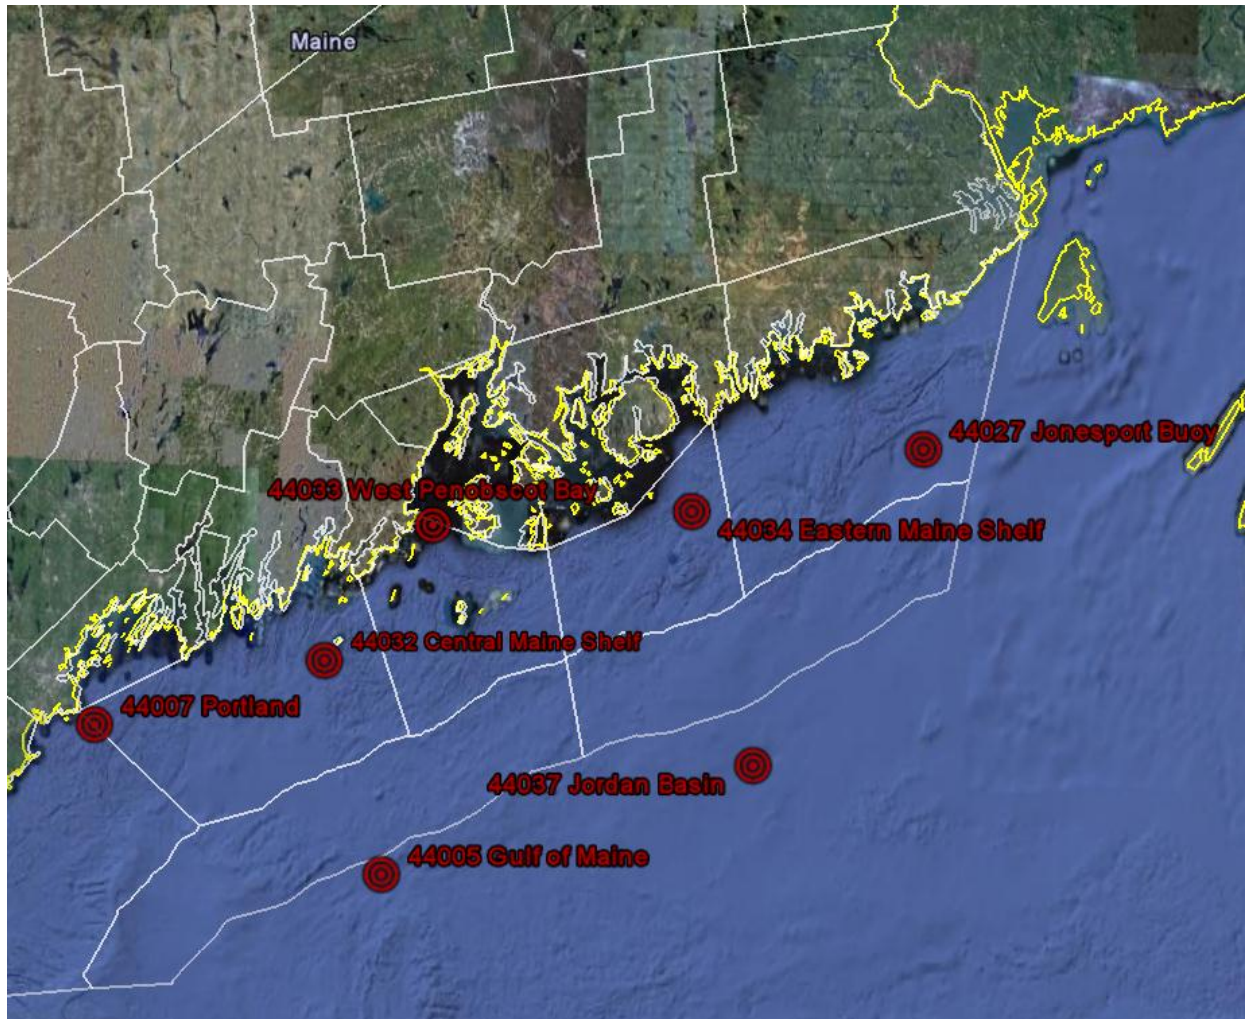 Maine
44027 Jonesport Buoy
44033 West Penobscot Bay
44034 Eastern Maine Shelf
44032 Central Maine Shelf
44007 Portland
44037 Jordan Basin
44005 Gulf of Maine